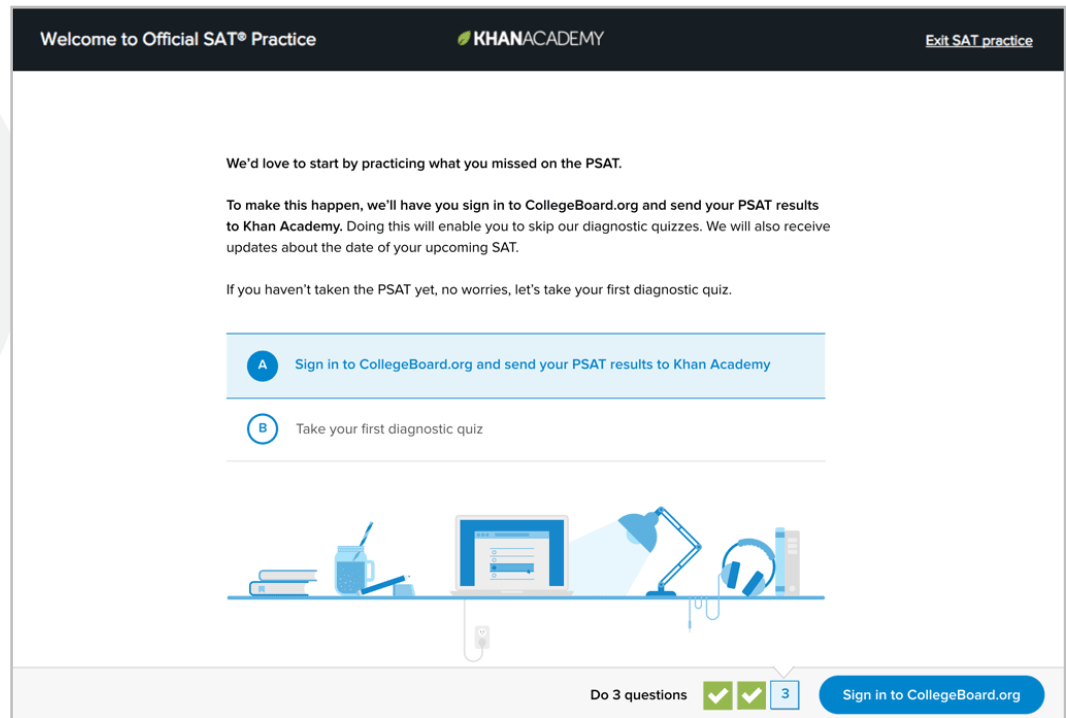 Welcome to Official SAT® Practice
KHANACADEMY
Exit SAT practice
We'd love to start by practicing what you missed on the PSAT.
To make this happen, we'll have you sign in to CollegeBoard.org and send your PSAT results
to Khan Academy. Doing this will enable you to skip our diagnostic quizzes. We will also receive
updates about the date of your upcoming SAT.
If you haven't taken the PSAT yet, no worries, let's take your first diagnostic quiz.
A Sign in to CollegeBoard.org and send your PSAT results to Khan Academy
B Take your first diagnostic quiz
Do 3 questions 3 Sign in to CollegeBoard.org